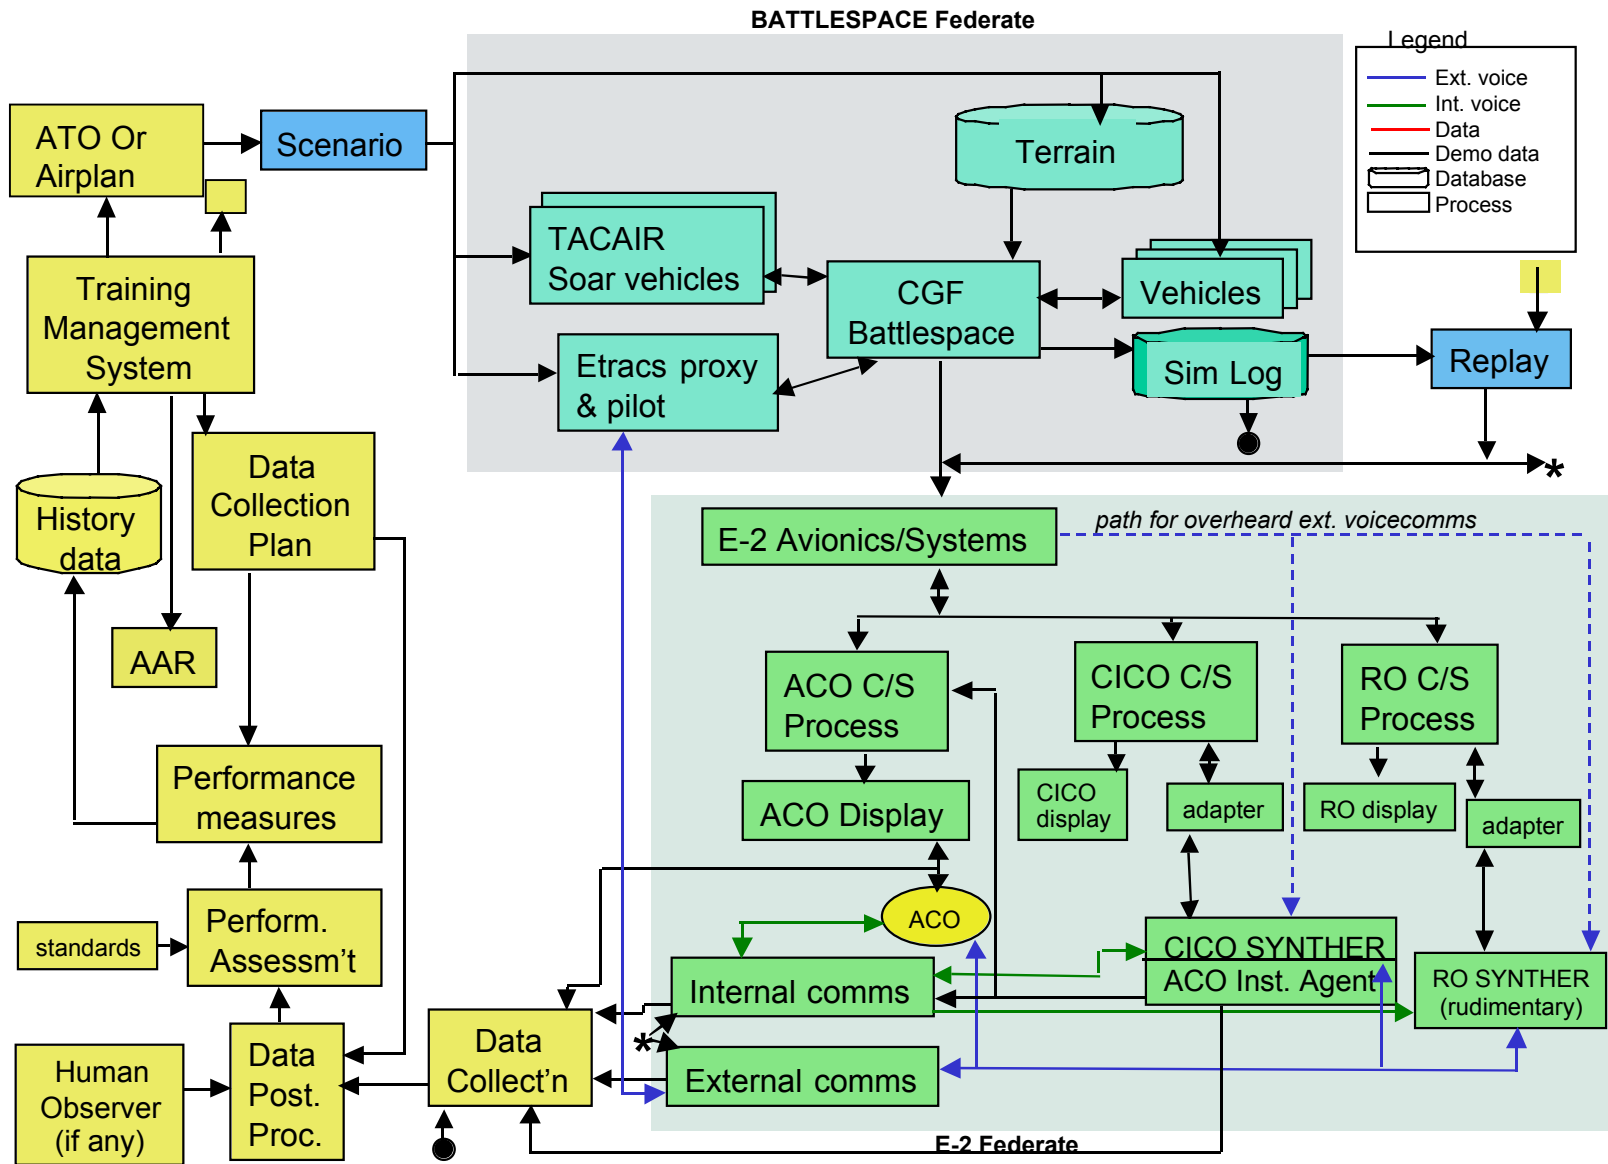 BATTLESPACE Federate
Legend
Ext. voice
Int. voice
Data
Demo data
Database
Process
ATO Or
Airplan
Scenario
Terrain
TACAIR
Soar vehicles
CGF
Battlespace
Vehicles
Training
Management
System
Etracs proxy
& pilot
Sim Log
Replay
*
Data
Collection
Plan
History
data
E-2 Avionics/Systems
path for overheard ext. voicecomms
AAR
ACO C/S
Process
CICO C/S
Process
RO C/S
Process
Performance
measures
ACO Display
CICO
display
adapter
RO display
adapter
standards
Perform.
Assessm't
ACO
CICO SYNTHER
ACO Inst. Agent
RO SYNTHER
(rudimentary)
Internal comms
*
External comms
Human
Observer
(if any)
Data
Post.
Proc.
Data
Collect'n
E-2 Federate